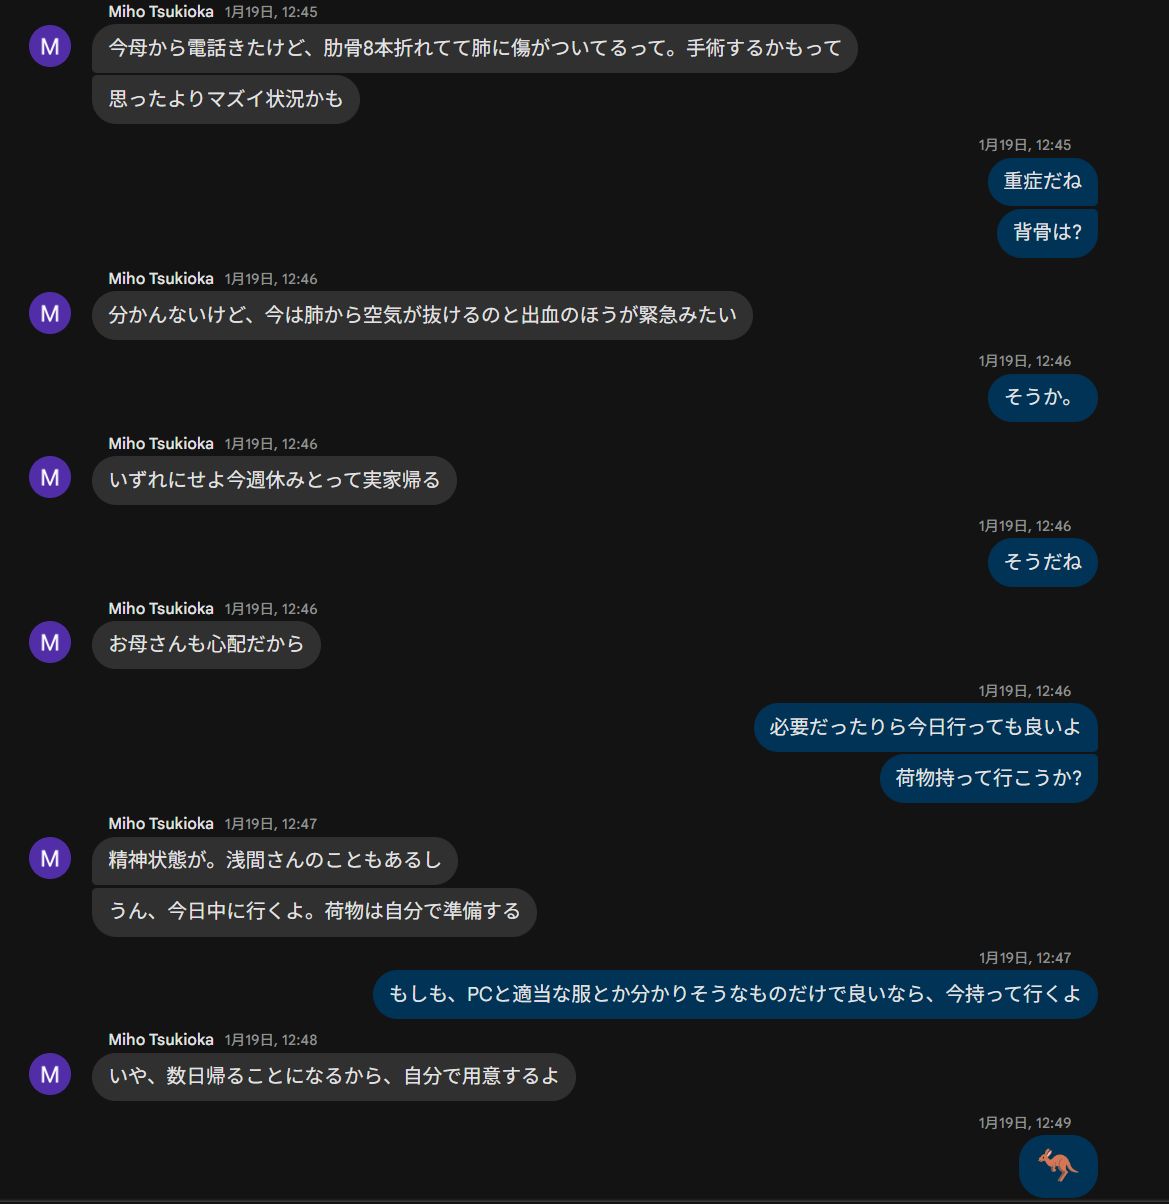 Miho Tsukioka 1月19日, 12:45
M
今母から電話きたけど、肋骨8本折れてて肺に傷がついてるって。手術するかもって
思ったよりマズイ状況かも
1月19日, 12:45
重症だね
背骨は?
Miho Tsukioka 1月19日, 12:46
M
分かんないけど、今は肺から空気が抜けるのと出血のほうが緊急みたい
1月19日, 12:46
そうか。
Miho Tsukioka 1月19日, 12:46
M
いずれにせよ今週休みとって実家帰る
1月19日, 12:46
そうだね
Miho Tsukioka 1月19日, 12:46
M
お母さんも心配だから
1月19日, 12:46
必要だったりら今日行っても良いよ
荷物持って行こうか?
Miho Tsukioka 1月19日, 12:47
M
精神状態が。浅間さんのこともあるし
うん、今日中に行くよ。荷物は自分で準備する
1月19日, 12:47
もしも、PCと適当な服とか分かりそうなものだけで良いなら、今持って行くよ
Miho Tsukioka 1月19日, 12:48
M
いや、数日帰ることになるから、自分で用意するよ
1月19日, 12:49
🦘